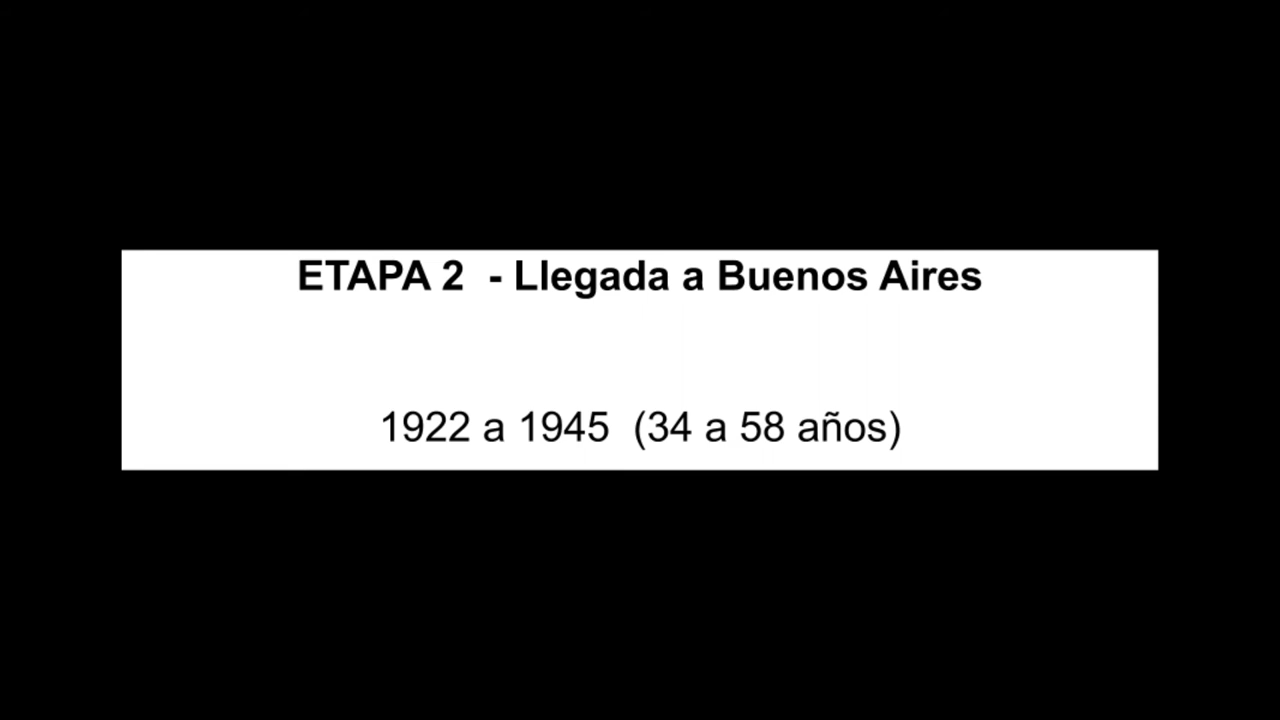 ETAPA 2  - Llegada a Buenos Aires
1922 a 1945  (34 a 58 años)